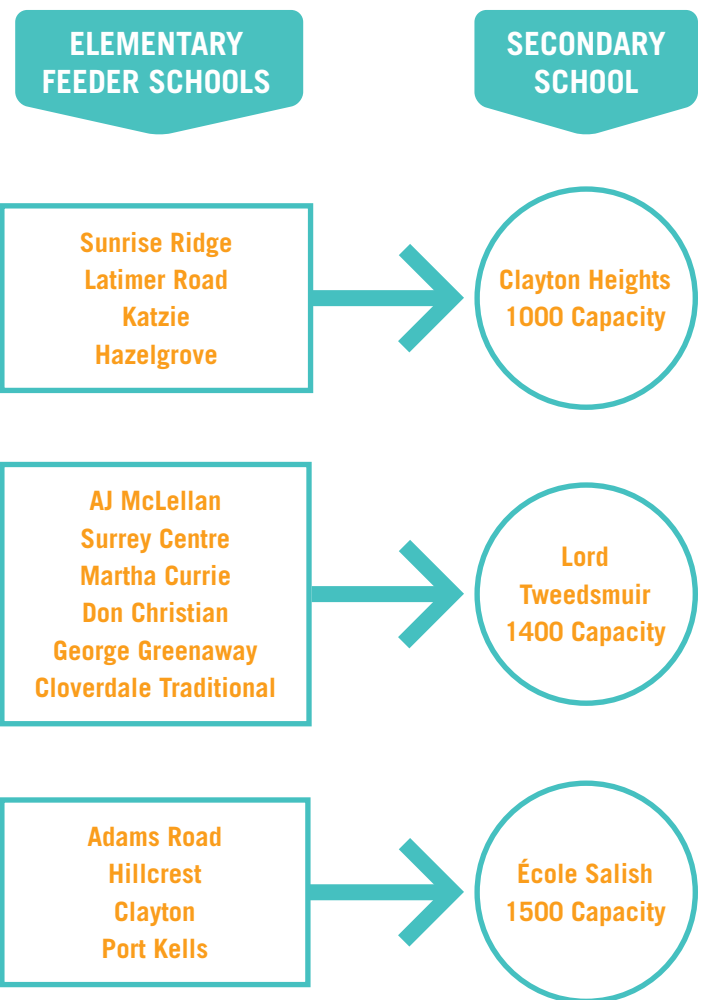 ELEMENTARY
FEEDER SCHOOLS
SECONDARY
SCHOOL
Sunrise Ridge
Latimer Road
Katzie
Hazelgrove
Clayton Heights
1000 Capacity
AJ McLellan
Surrey Centre
Martha Currie
Don Christian
George Greenaway
Cloverdale Traditional
Lord
Tweedsmuir
1400 Capacity
Adams Road
Hillcrest
Clayton
Port Kells
École Salish
1500 Capacity